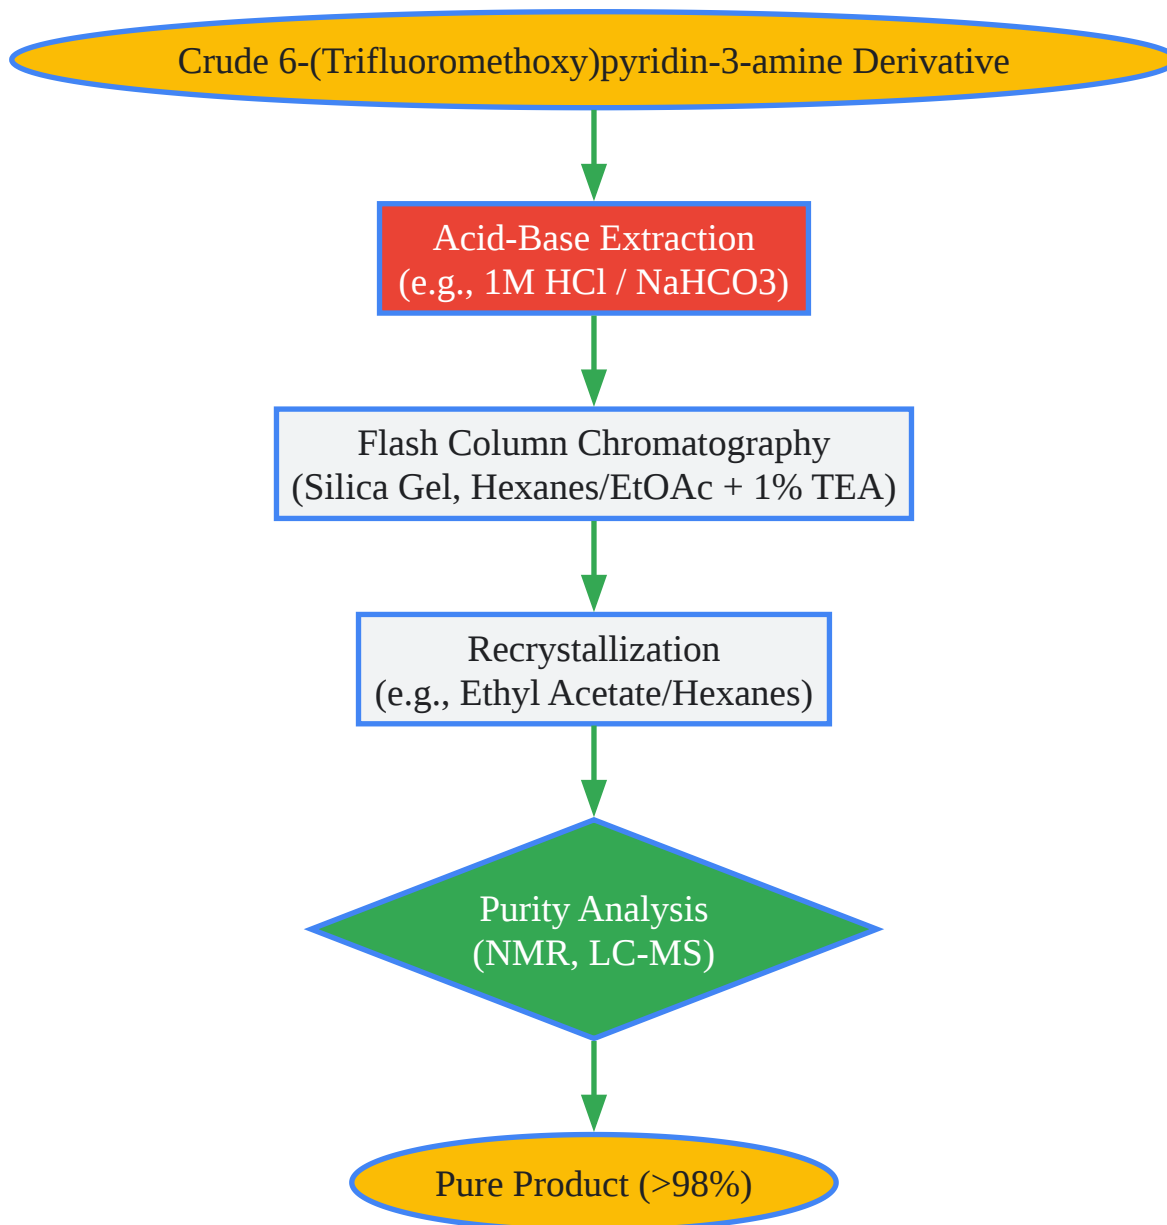 Crude 6-(Trifluoromethoxy)pyridin-3-amine Derivative
Acid-Base Extraction
(e.g., 1M HCl / NaHCO3)
Flash Column Chromatography
(Silica Gel, Hexanes/EtOAc + 1% TEA)
Recrystallization
(e.g., Ethyl Acetate/Hexanes)
Purity Analysis
(NMR, LC-MS)
Pure Product (>98%)